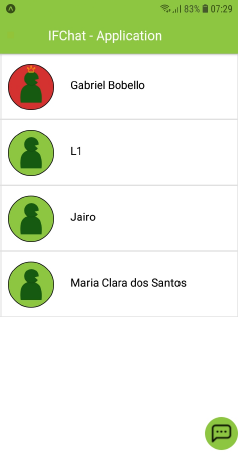 83% 07:29
IFChat - Application
Gabriel Bobello
L1
Jairo
Maria Clara dos Santos